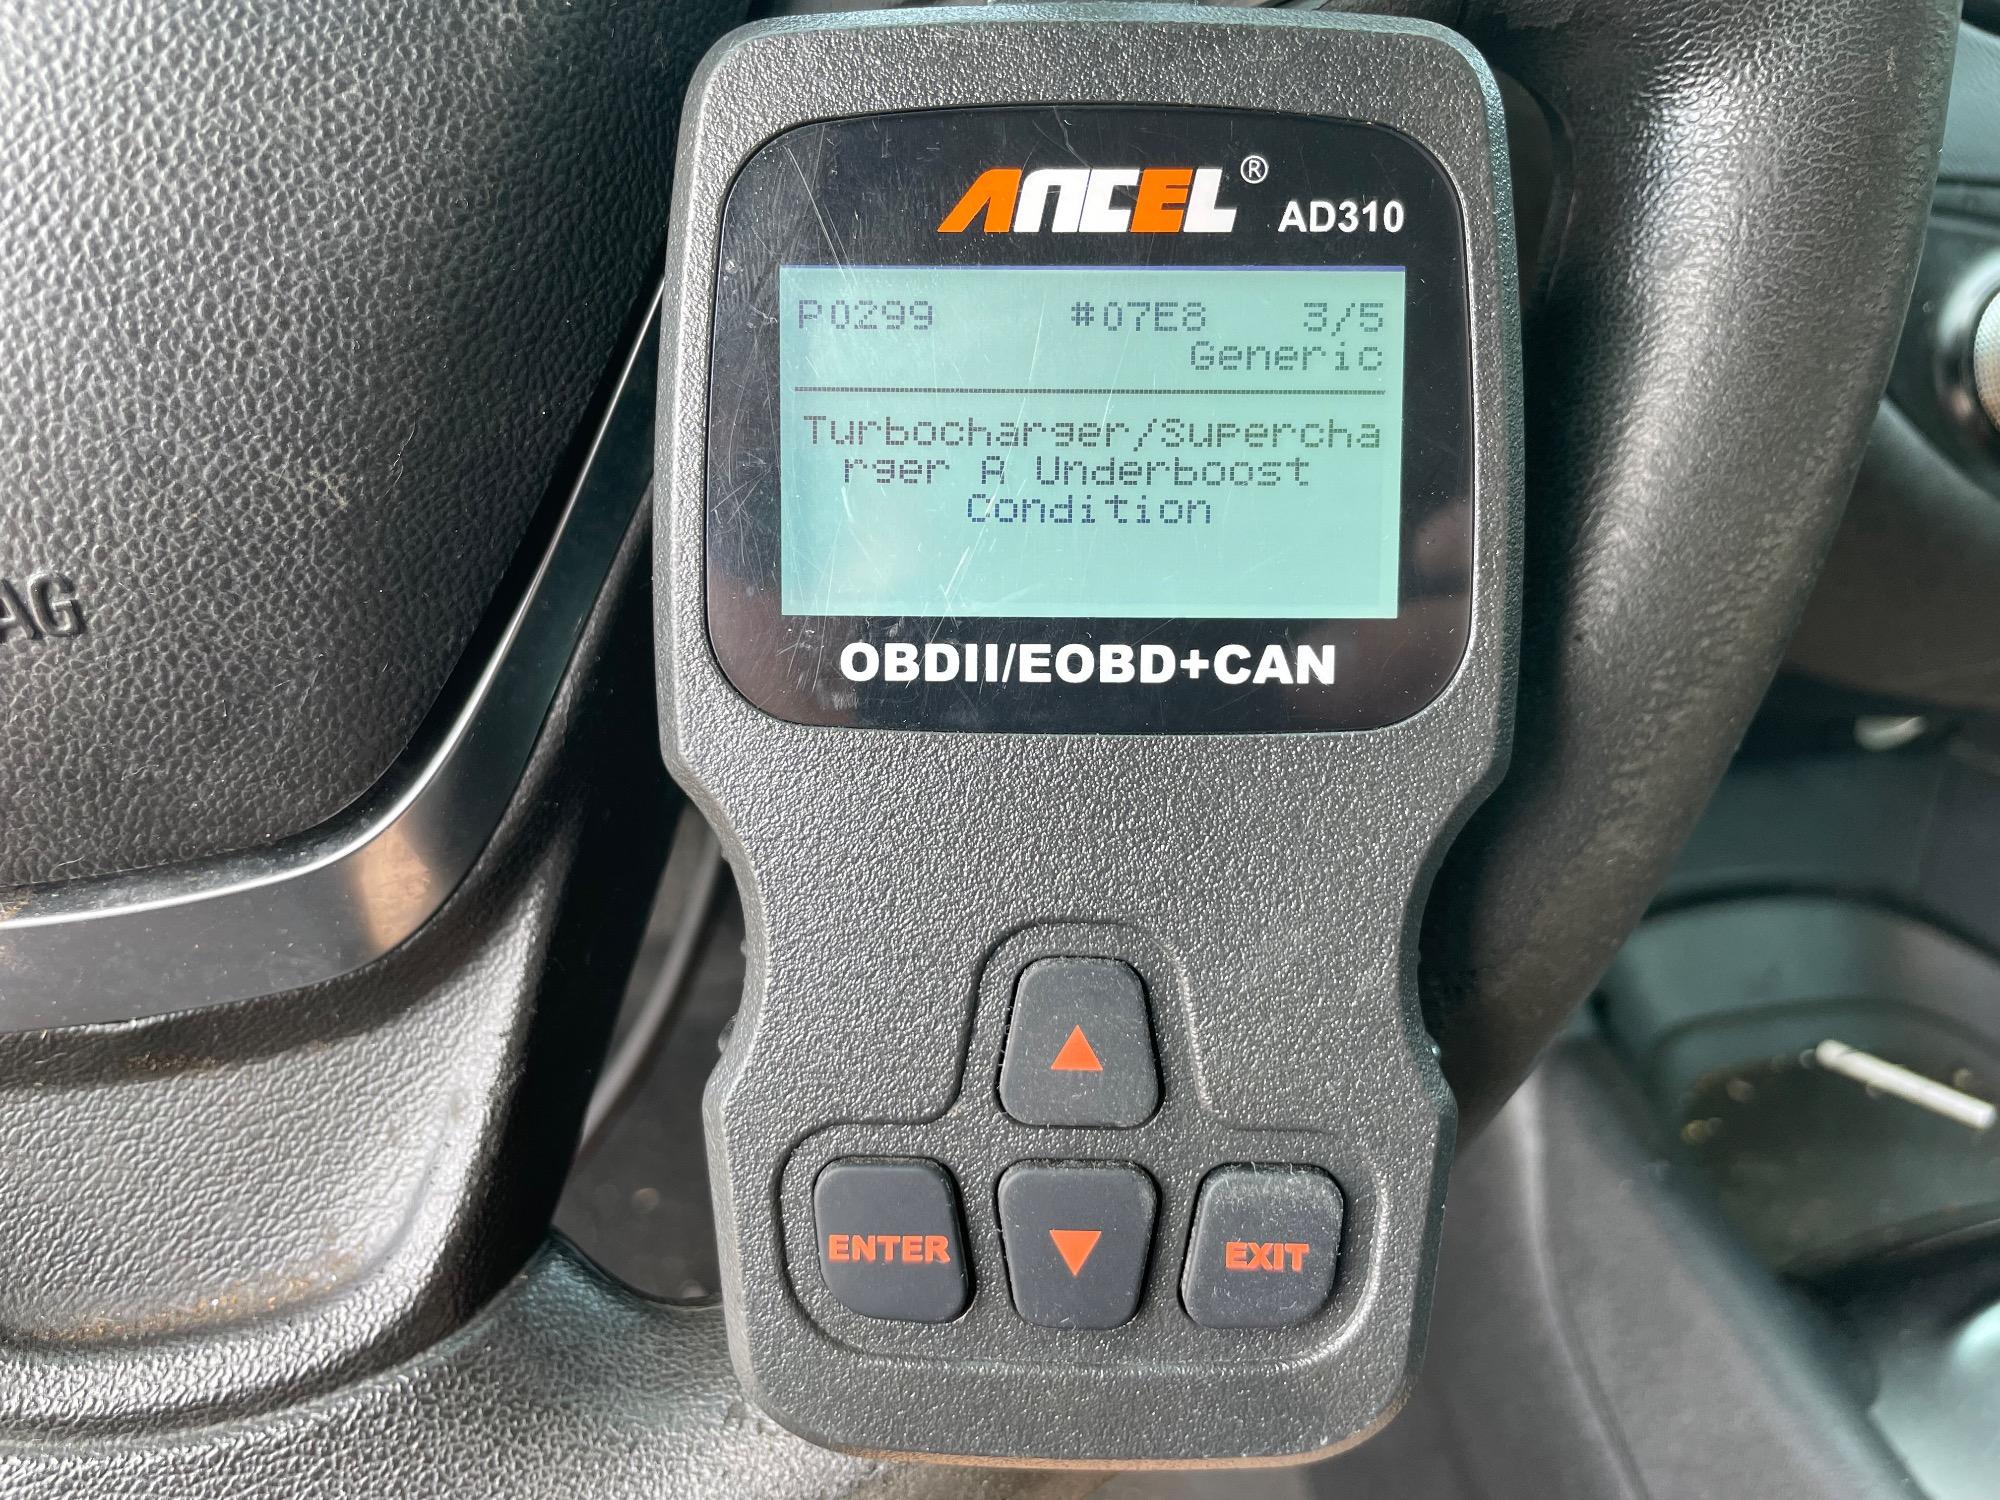 AG
ANCEL® AD310
P0299 #07E8 3/5
Generic
Turbocharger/Supercha
rger A Underboost
Condition
OBDII/EOBD+CAN
ENTER
EXIT